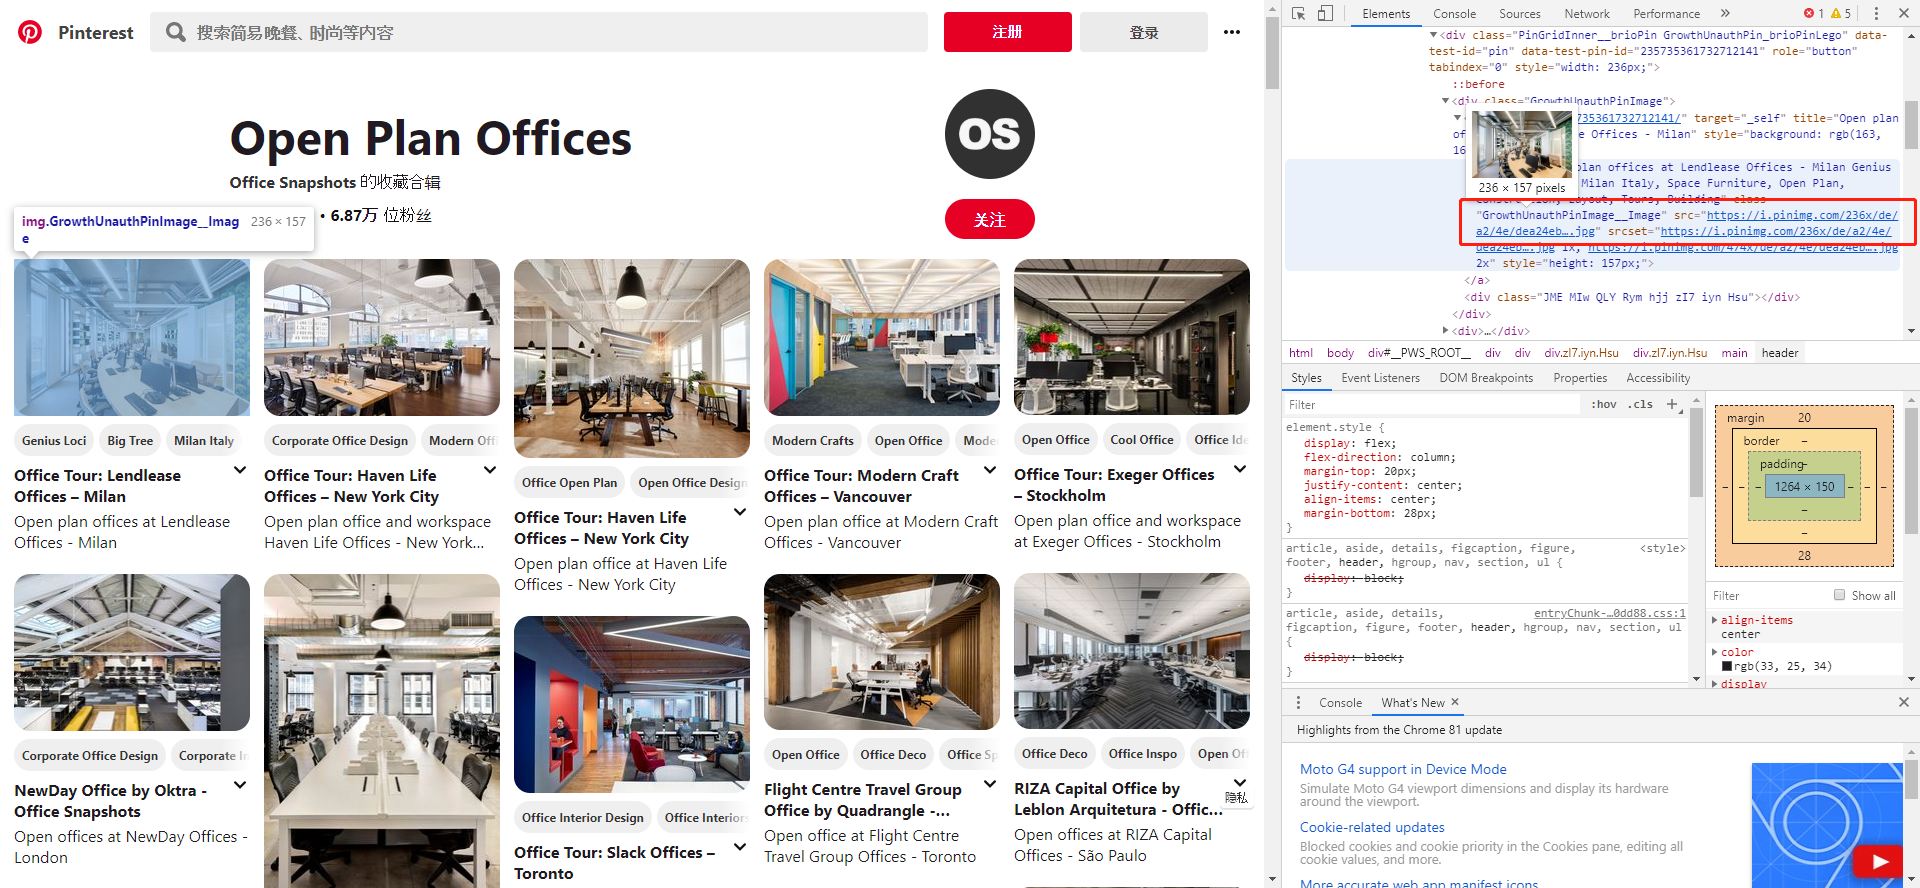 Pinterest
搜索简易晚餐、时尚等内容
注册
登录
Open Plan Offices
Office Snapshots 的收藏合辑
• 6.87万 位粉丝
OS
关注
img.GrowthUnauthPinImage__Imag
e
236 × 157
Genius Loci
Big Tree
Milan Italy
Office Tour: Lendlease
Offices – Milan
Open plan offices at Lendlease
Offices - Milan
Corporate Office Design
Modern Offi
Office Tour: Haven Life
Offices – New York City
Open plan office and workspace
Haven Life Offices - New York...
Office Open Plan
Open Office Design
Office Tour: Haven Life
Offices – New York City
Open plan office at Haven Life
Offices - New York City
Modern Crafts
Open Office
Mode
Office Tour: Modern Craft
Offices – Vancouver
Open plan office at Modern Craft
Offices - Vancouver
Open Office
Cool Office
Office Ide
Office Tour: Exeger Offices
– Stockholm
Open plan office and workspace
at Exeger Offices - Stockholm
Corporate Office Design
Corporate In
NewDay Office by Oktra -
Office Snapshots
Open offices at NewDay Offices -
London
Office Interior Design
Office Interiors
Office Tour: Slack Offices –
Toronto
Open Office
Office Deco
Office Sp
Flight Centre Travel Group
Office by Quadrangle -...
Open office at Flight Centre
Travel Group Offices - Toronto
Office Deco
Office Inspo
Open Off
RIZA Capital Office by
Leblon Arquitetura - Offic...
Open offices at RIZA Capital
Offices - São Paulo
隐私
Elements
Console
Sources
Network
Performance
»
1
5
<div class="PinGridInner__brioPin GrowthUnauthPin_brioPinLego" data-
test-id="pin" data-test-pin-id="235735361732712141" role="button"
tabindex="0" style="width: 236px;">
::before
<div class="GrowthUnauthPinImage">
735361732712141/" target="_self" title="Open plan
of
e Offices - Milan" style="background: rgb(163,
16
236 × 157 pixels
plan offices at Lendlease Offices - Milan Genius
Milan Italy, Space Furniture, Open Plan,
Construction, Layout, Tours, Building" class=
"GrowthUnauthPinImage__Image" src="https://i.pinimg.com/236x/de/
a2/4e/dea24eb….jpg" srcset="https://i.pinimg.com/236x/de/a2/4e/
dea24eb….jpg 1x, https://i.pinimg.com/474x/de/a2/4e/dea24eb….jpg
2x" style="height: 157px;">
</a>
<div class="JME MIw QLY Rym hjj zI7 iyn Hsu"></div>
</div>
<div>…</div>
html
body
div#__PWS_ROOT__
div
div
div.zI7.iyn.Hsu
div.zI7.iyn.Hsu
main
header
Styles
Event Listeners
DOM Breakpoints
Properties
Accessibility
Filter
:hov
.cls
+
element.style {
display: flex;
flex-direction: column;
margin-top: 20px;
justify-content: center;
align-items: center;
margin-bottom: 28px;
}
article, aside, details, figcaption, figure,
<style>
footer, header, hgroup, nav, section, ul {
display: block;
}
article, aside, details,
entryChunk-…0dd88.css:1
figcaption, figure, footer, header, hgroup, nav, section, ul
{
display: block;
}
margin
20
border
–
padding
–
1264 × 150
–
–
28
Filter
Show all
align-items
center
color
rgb(33, 25, 34)
display
Console
What's New
Highlights from the Chrome 81 update
Moto G4 support in Device Mode
Simulate Moto G4 viewport dimensions and display its hardware
around the viewport.
Cookie-related updates
Blocked cookies and cookie priority in the Cookies pane, editing all
cookie values, and more.
More accurate web app manifest icons